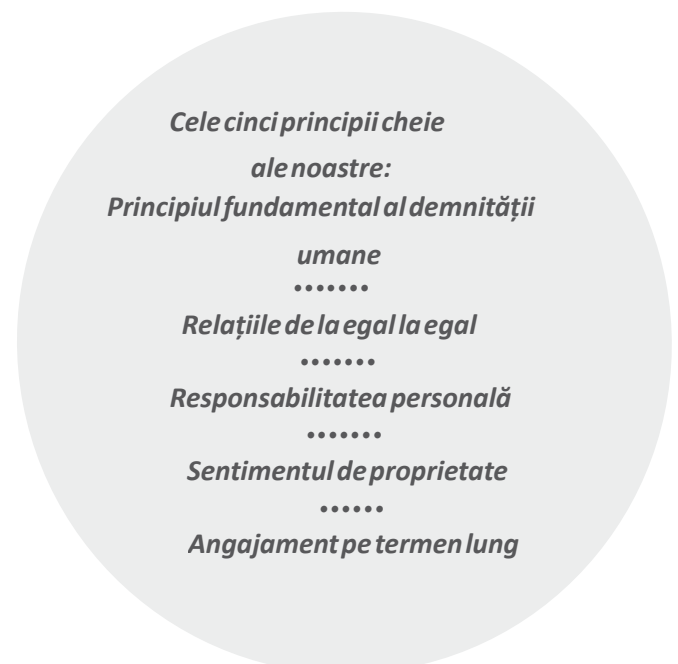 Cele cinci principii cheie
ale noastre:
Principiul fundamental al demnității
umane
•••••••
Relațiile de la egal la egal
•••••••
Responsabilitatea personală
•••••••
Sentimentul de proprietate
••••••
Angajament pe termen lung